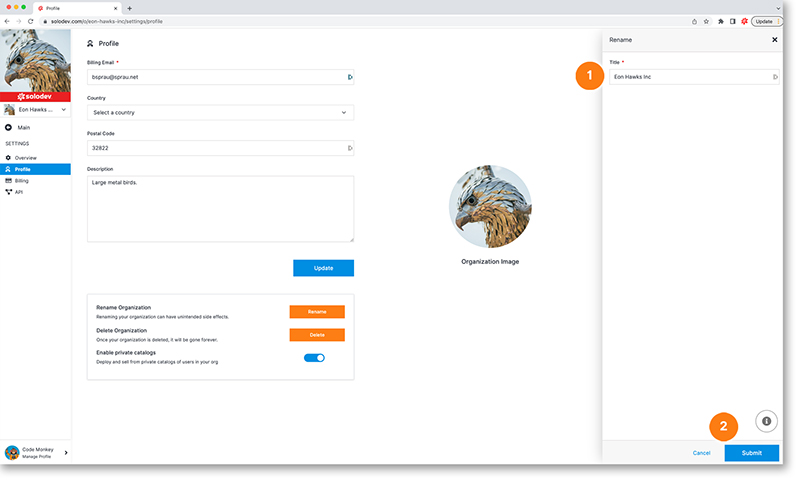 Profile
solodev.com/o/eon-hawks-inc/settings/profile
Update
solodev
Eon Hawks ...
Main
SETTINGS
Overview
Profile
Billing
API
Code Monkey
Manage Profile
Profile
Billing Email *
bsprau@sprau.net
Country
Select a country
Postal Code
32822
Description
Large metal birds.
Update
Rename Organization
Renaming your organization can have unintended side effects.
Rename
Delete Organization
Once your organization is deleted, it will be gone forever.
Delete
Enable private catalogs
Deploy and sell from private catalogs of users in your org
Organization Image
Rename
Title *
1
Eon Hawks Inc
2
Cancel
Submit